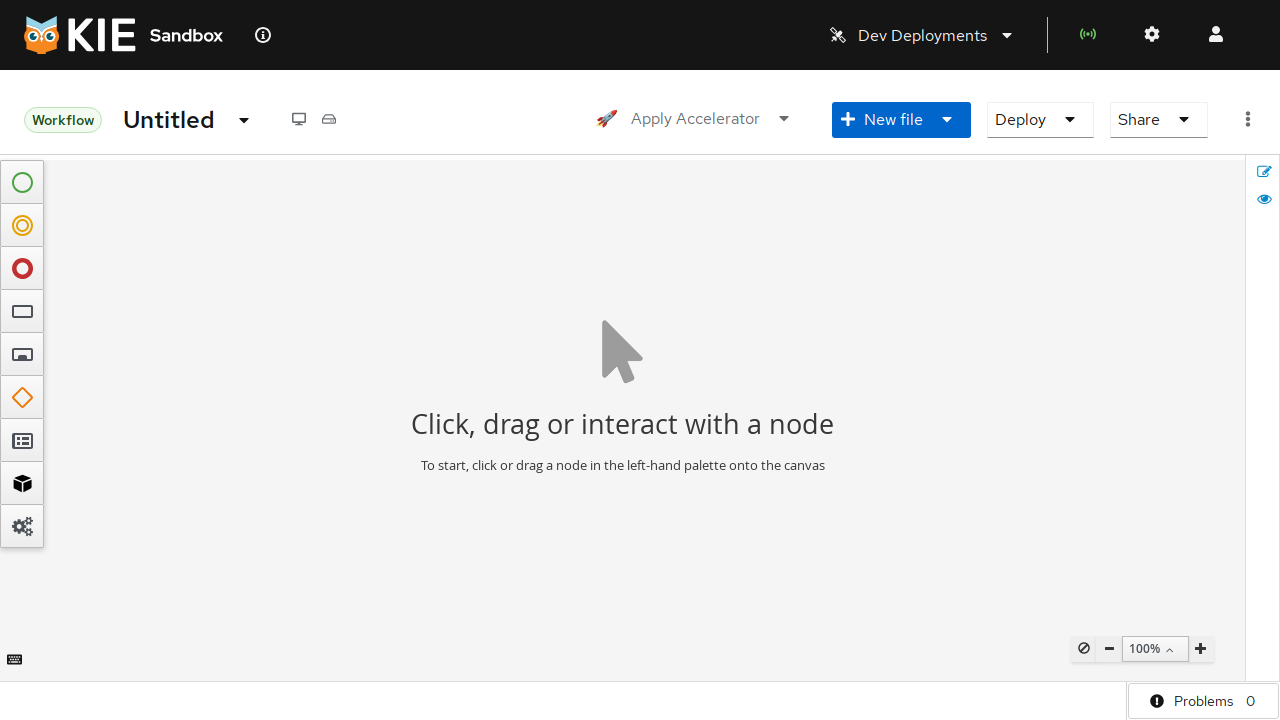 KIE Sandbox
Dev Deployments
Workflow
Untitled
Apply Accelerator
New file
Deploy
Share
Click, drag or interact with a node
To start, click or drag a node in the left-hand palette onto the canvas
100%
Problems 0